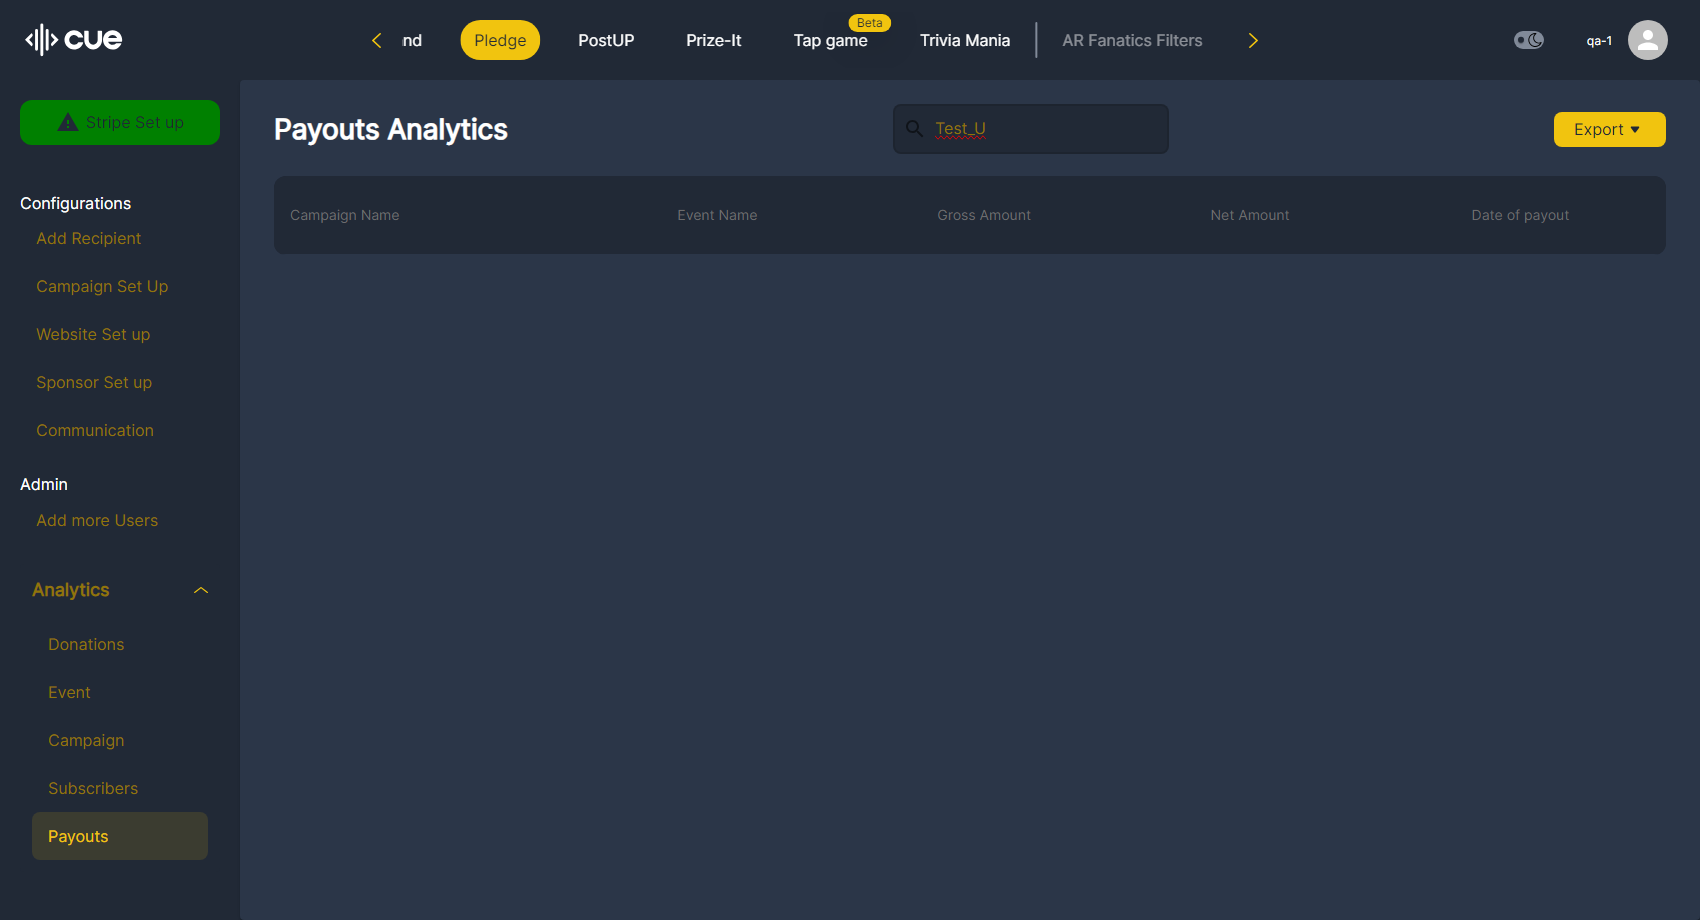 cue
nd
Pledge
PostUP
Prize-It
Tap game
Beta
Trivia Mania
AR Fanatics Filters
qa-1
Stripe Set up
Configurations
Add Recipient
Campaign Set Up
Website Set up
Sponsor Set up
Communication
Admin
Add more Users
Analytics
Donations
Event
Campaign
Subscribers
Payouts
Payouts Analytics
Test_U
Export
Campaign Name
Event Name
Gross Amount
Net Amount
Date of payout